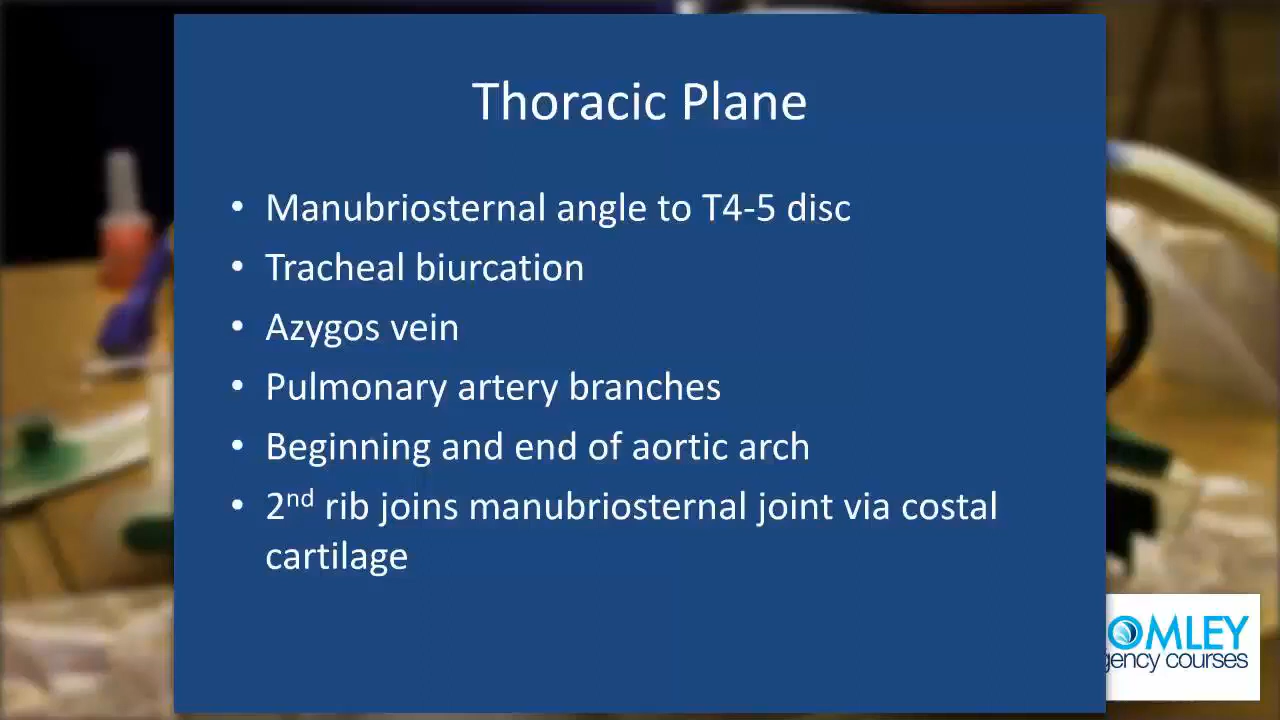 Thoracic Plane
• Manubriosternal angle to T4-5 disc
• Tracheal biurcation
• Azygos vein
• Pulmonary artery branches
• Beginning and end of aortic arch
• 2nd rib joins manubriosternal joint via costal
cartilage
OMLEY
gency courses